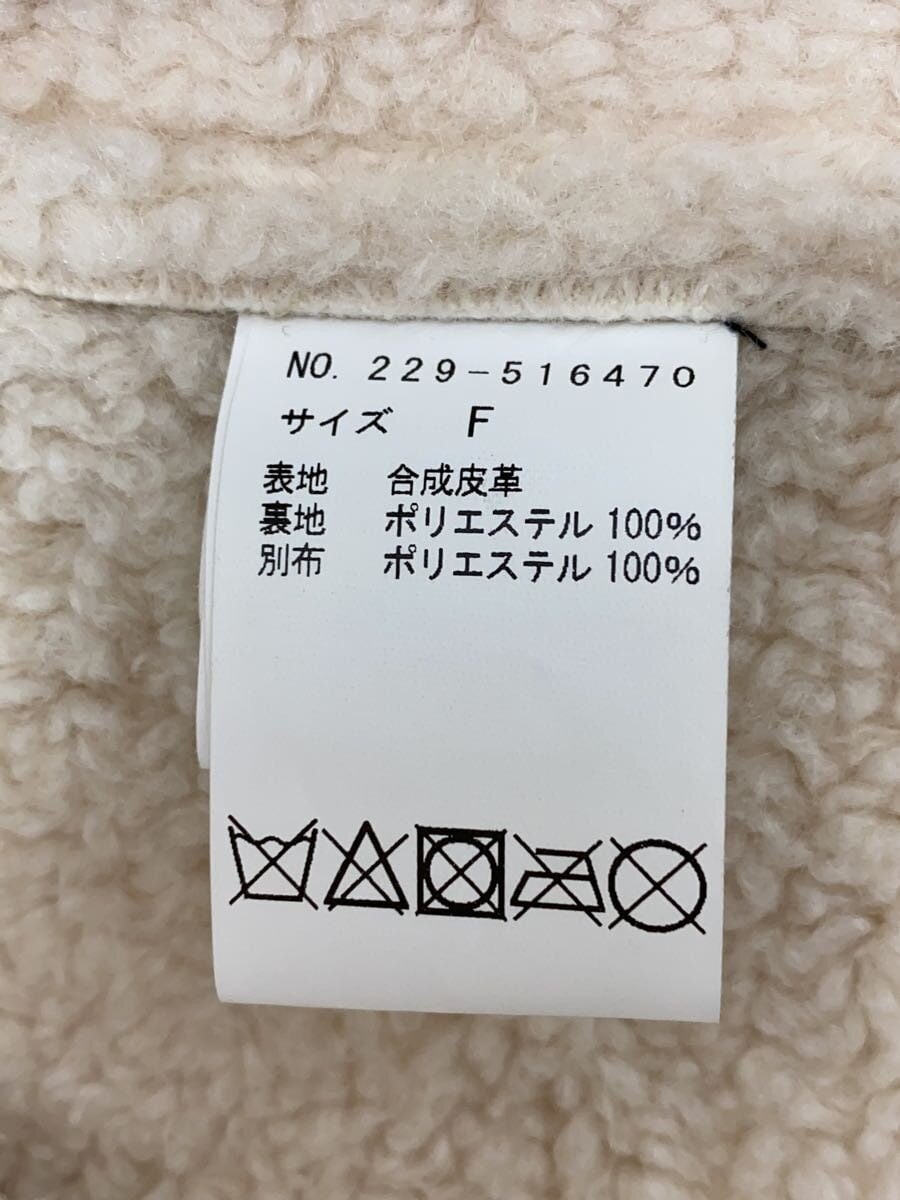 NO. 229-516470
サイズ F
表地 合成皮革
裏地 ポリエステル 100%
別布 ポリエステル 100%